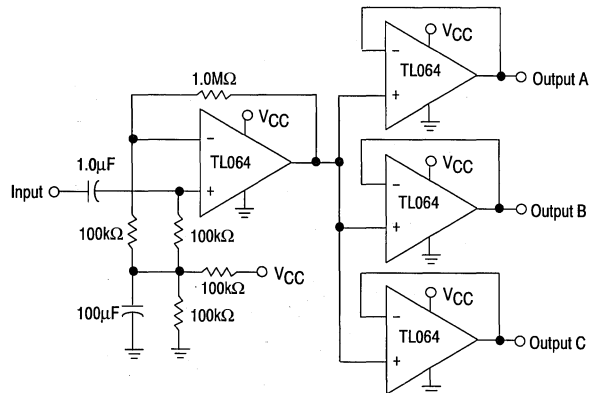 1.0MΩ
−
+
TL064
VCC
1.0µF
Input
100kΩ
100kΩ
100kΩ
VCC
100µF
100kΩ
−
+
TL064
VCC
Output A
−
+
TL064
VCC
Output B
−
+
TL064
VCC
Output C